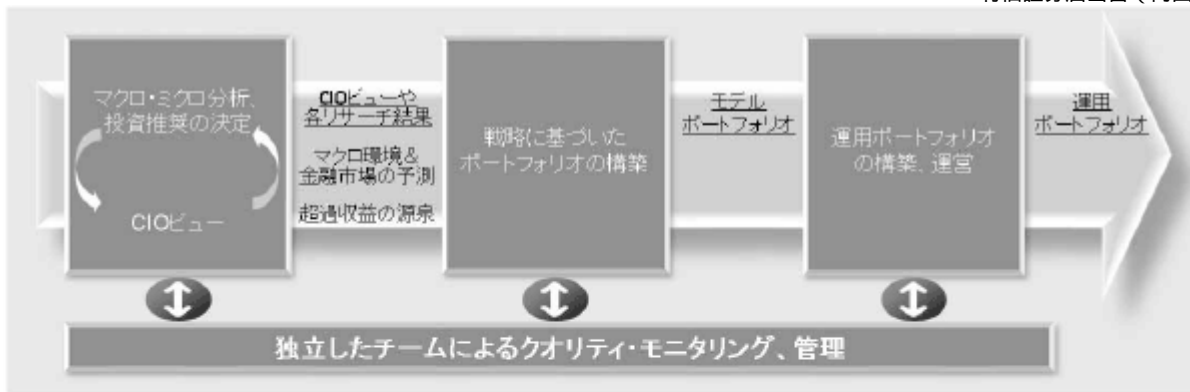 マクロ・ミクロ分析、
投資推奨の決定
CIOビュー
CIOビューや
各リサーチ結果
マクロ環境&
金融市場の予測
超過収益の源泉
戦略に基づいた
ポートフォリオの構築
モデル
ポートフォリオ
運用ポートフォリオ
の構築、運営
運用
ポートフォリオ
独立したチームによるクオリティ・モニタリング、管理